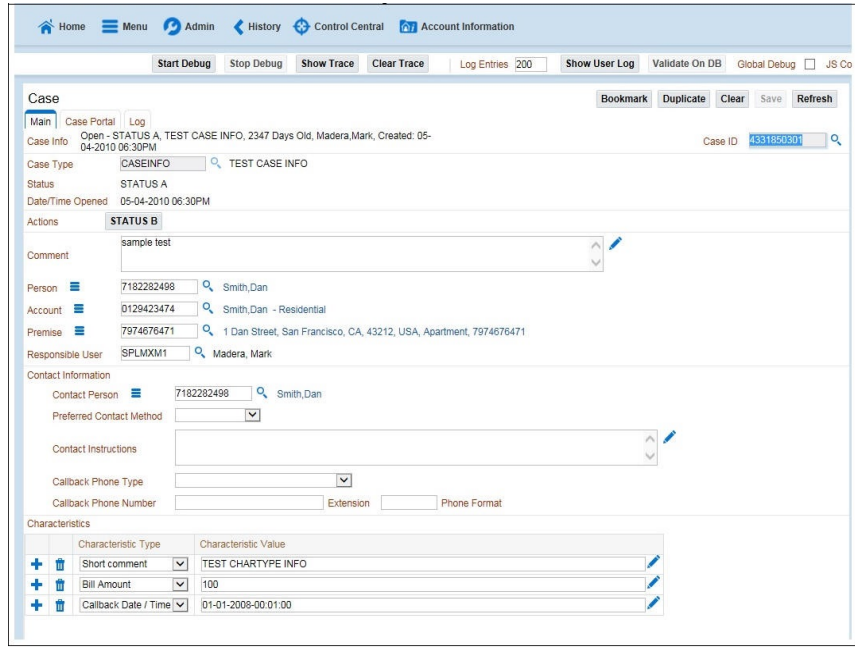 Home Menu Admin History Control Central Account Information
Start Debug Stop Debug Show Trace Clear Trace Log Entries 200 Show User Log Validate On DB Global Debug JS Co
Case Bookmark Duplicate Clear Save Refresh
Main Case Portal Log
Case Info Open - STATUS A, TEST CASE INFO, 2347 Days Old, Madera,Mark, Created: 05-
04-2010 06:30PM Case ID 4331850301
Case Type CASEINFO TEST CASE INFO
Status STATUS A
Date/Time Opened 05-04-2010 06:30PM
Actions STATUS B
Comment sample test
Person 7182282498 Smith,Dan
Account 0129423474 Smith,Dan - Residential
Premise 7974676471 1 Dan Street, San Francisco, CA, 43212, USA, Apartment, 7974676471
Responsible User SPLMXM1 Madera, Mark
Contact Information
Contact Person 7182282498 Smith,Dan
Preferred Contact Method
Contact Instructions
Callback Phone Type
Callback Phone Number Extension Phone Format
Characteristics
Characteristic Type Characteristic Value
Short comment TEST CHARTYPE INFO
Bill Amount 100
Callback Date / Time 01-01-2008-00:01:00